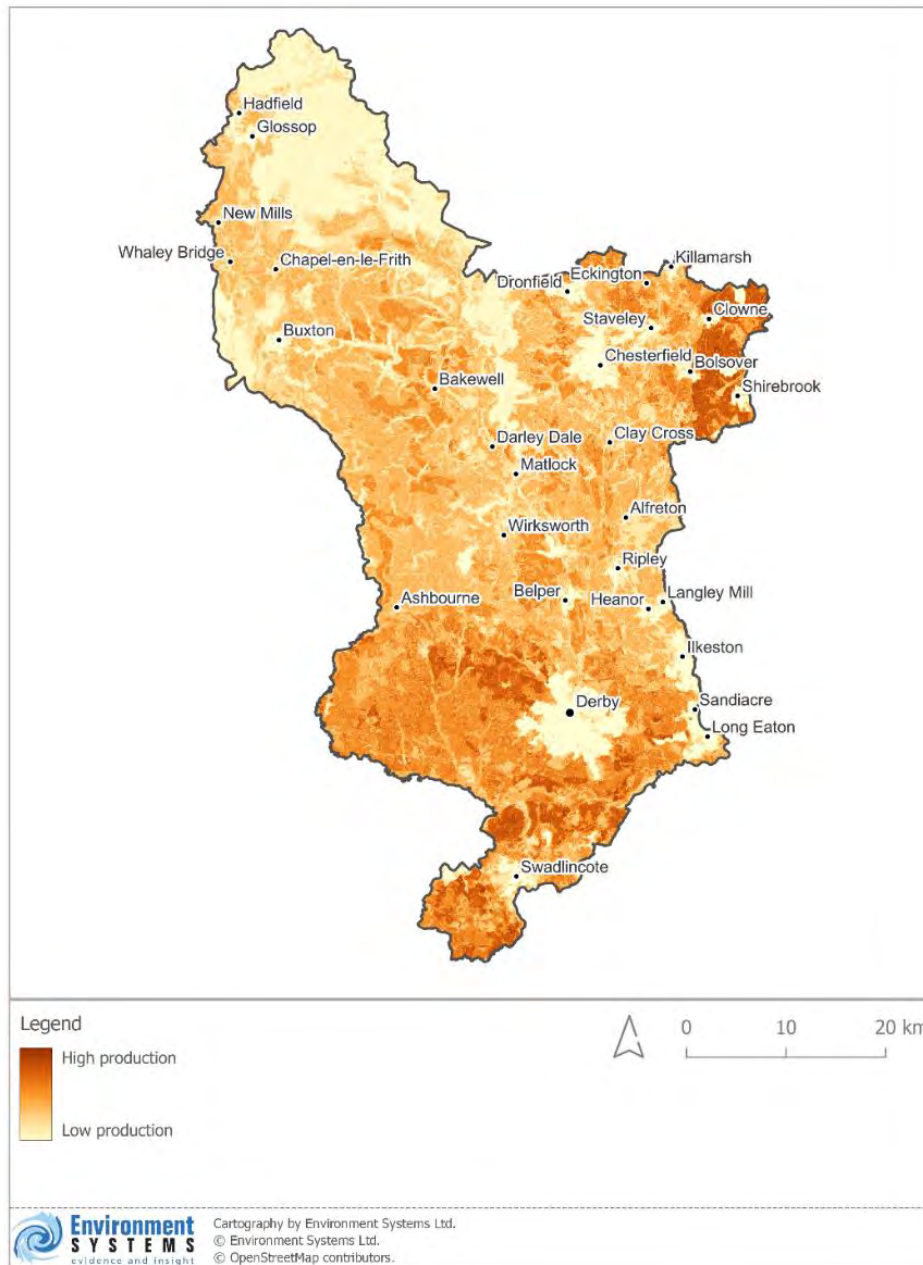 Hadfield
Glossop
New Mills
Whaley Bridge
Chapel-en-le-Frith
Killamarsh
Eckington
Dronfield
Clowne
Staveley
Buxton
Chesterfield
Bolsover
Bakewell
Shirebrook
Darley Dale
Clay Cross
Matlock
Alfreton
Wirksworth
Ripley
Ashbourne
Belper
Heanor
Langley Mill
Ilkeston
Derby
Sandiacre
Long Eaton
Swadlincote
Legend
High production
Low production
0 10 20 km
Environment
SYSTEMS
evidence and insight
Cartography by Environment Systems Ltd.
© Environment Systems Ltd.
© OpenStreetMap contributors.